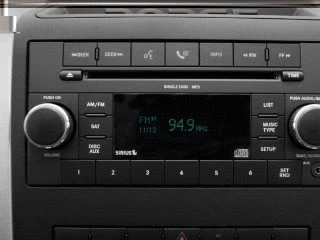 SEEK SEEK INFO RW FF
TIME
SINGLE DISC MP3
PUSH ON PUSH AUDIO
AM/FM LIST
FM
SAT 11:12 94.9 MHz MUSIC
TYPE
DISC
AUX SETUP
VOLUME SIRIUS
1 2 3 4 5 6 SET
RND